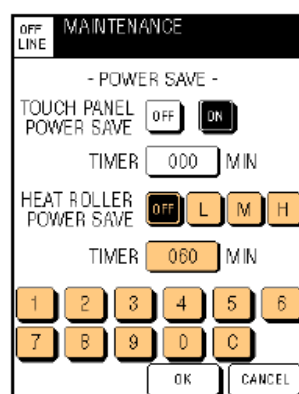 OFF LINE MAINTENANCE
- POWER SAVE -
TOUCH PANEL POWER SAVE OFF ON
TIMER 000 MIN
HEAT ROLLER POWER SAVE OFF L M H
TIMER 060 MIN
1 2 3 4 5 6
7 8 9 0 C
OK CANCEL